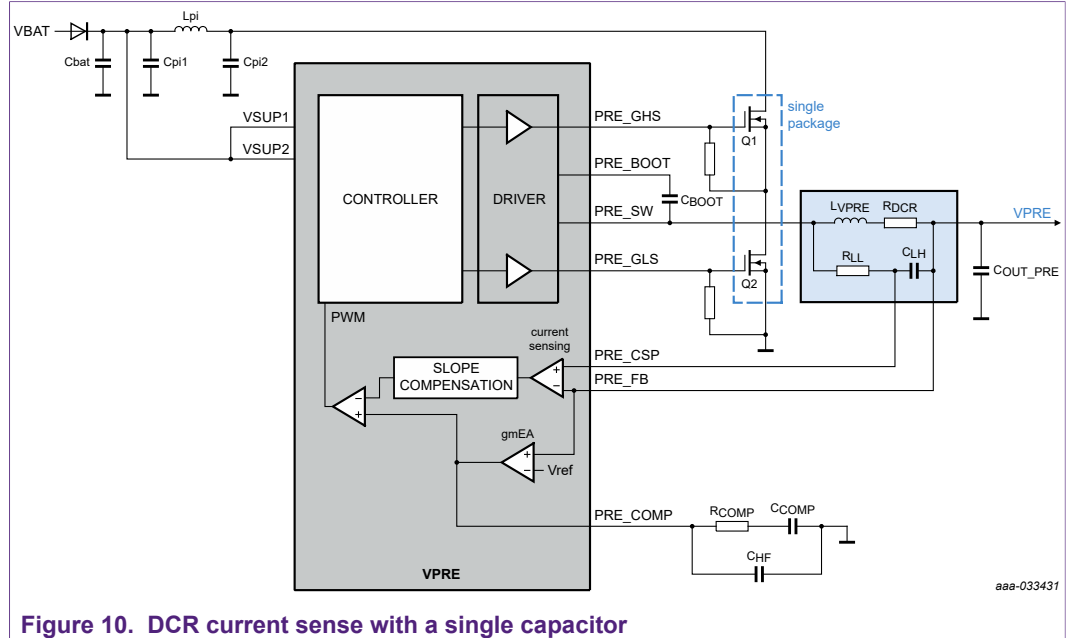 VBAT
Lpi
Cbat
Cpi1
Cpi2
VSUP1
VSUP2
CONTROLLER
DRIVER
PRE_GHS
PRE_BOOT
CBOOT
PRE_SW
PRE_GLS
single
package
Q1
Q2
LVPRE
RDCR
RLL
CLH
VPRE
COUT_PRE
PWM
current
sensing
SLOPE
COMPENSATION
+
−
PRE_CSP
PRE_FB
−
+
gmEA
+
−
Vref
PRE_COMP
RCOMP
CCOMP
CHF
VPRE
aaa-033431
Figure 10. DCR current sense with a single capacitor